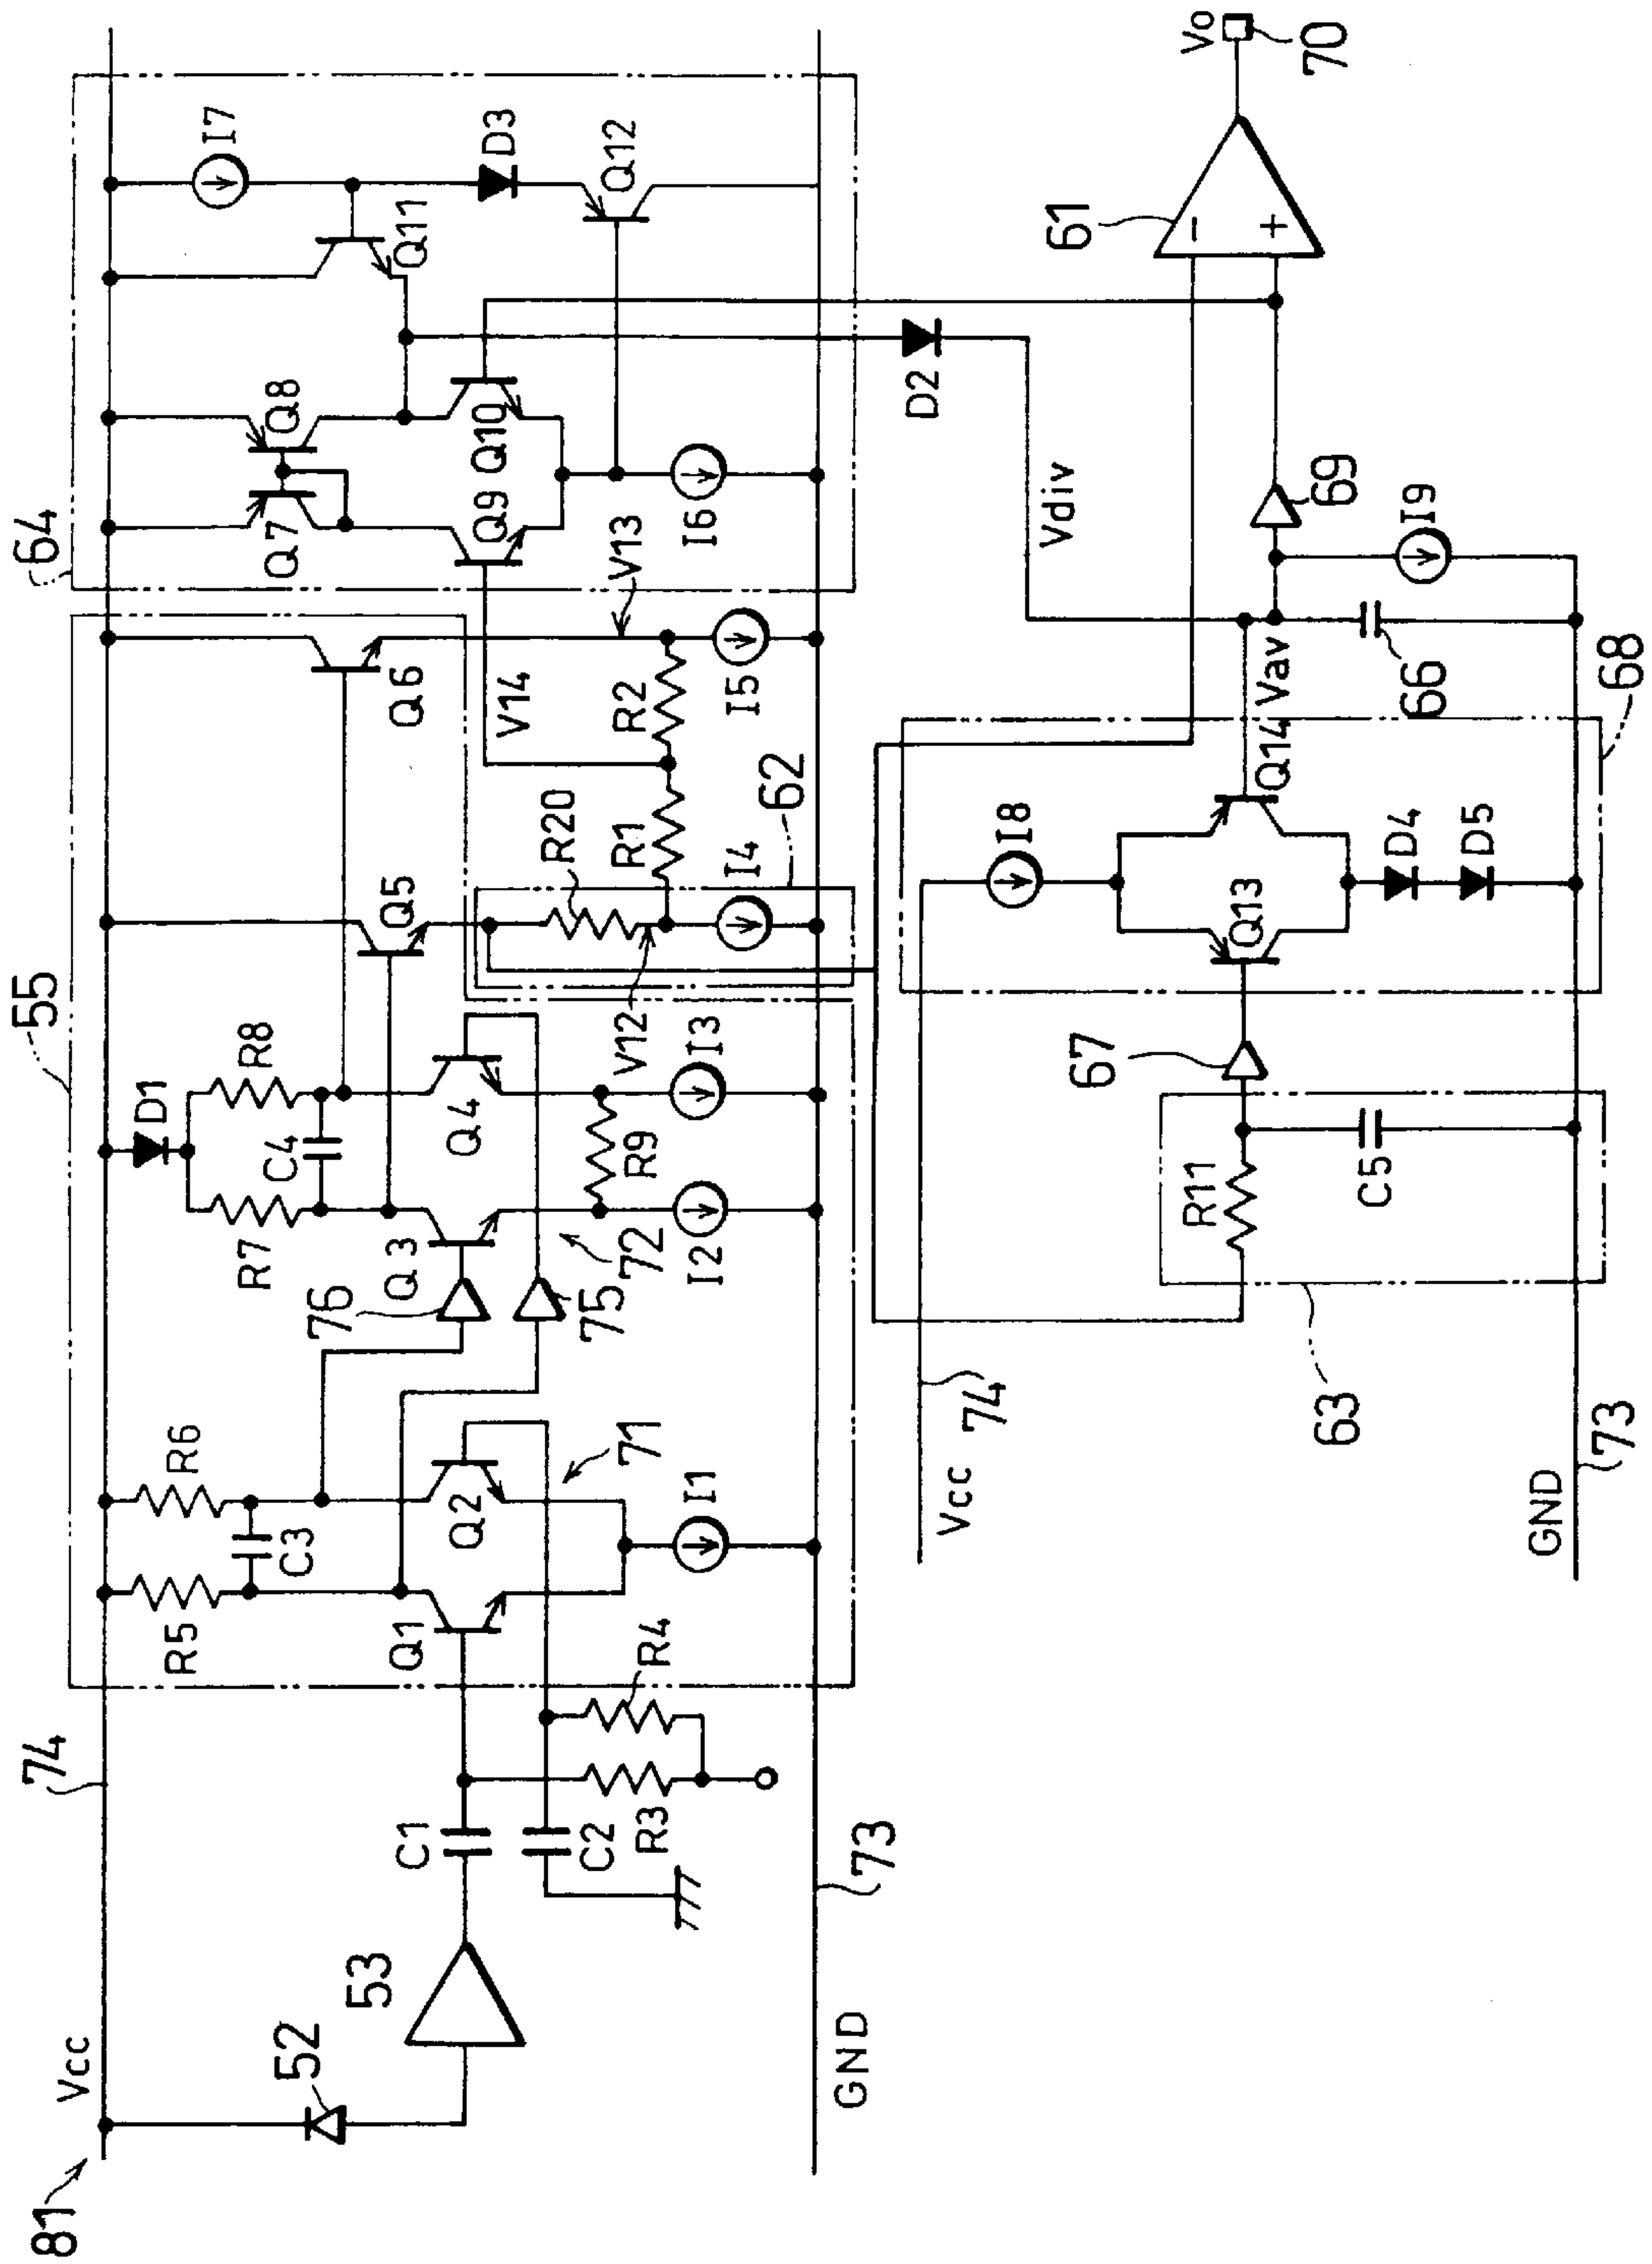 81
Vcc
74
55
64
R5
R6
C3
R7
R8
C4
D1
Q7
Q8
I7
52
53
C1
C2
R3
R4
Q1
Q2
71
I1
76
75
Q3
Q4
72
R9
I2
I3
Q5
Q6
V12
R20
R1
R2
I4
62
I5
V14
V13
Q9
Q10
Q11
D3
Q12
I6
GND
73
D2
Vdiv
Vcc
74
63
R11
C5
67
Q13
Q14
I8
D4
D5
68
Vav
66
69
I9
61
-
+
Vo
70
GND
73